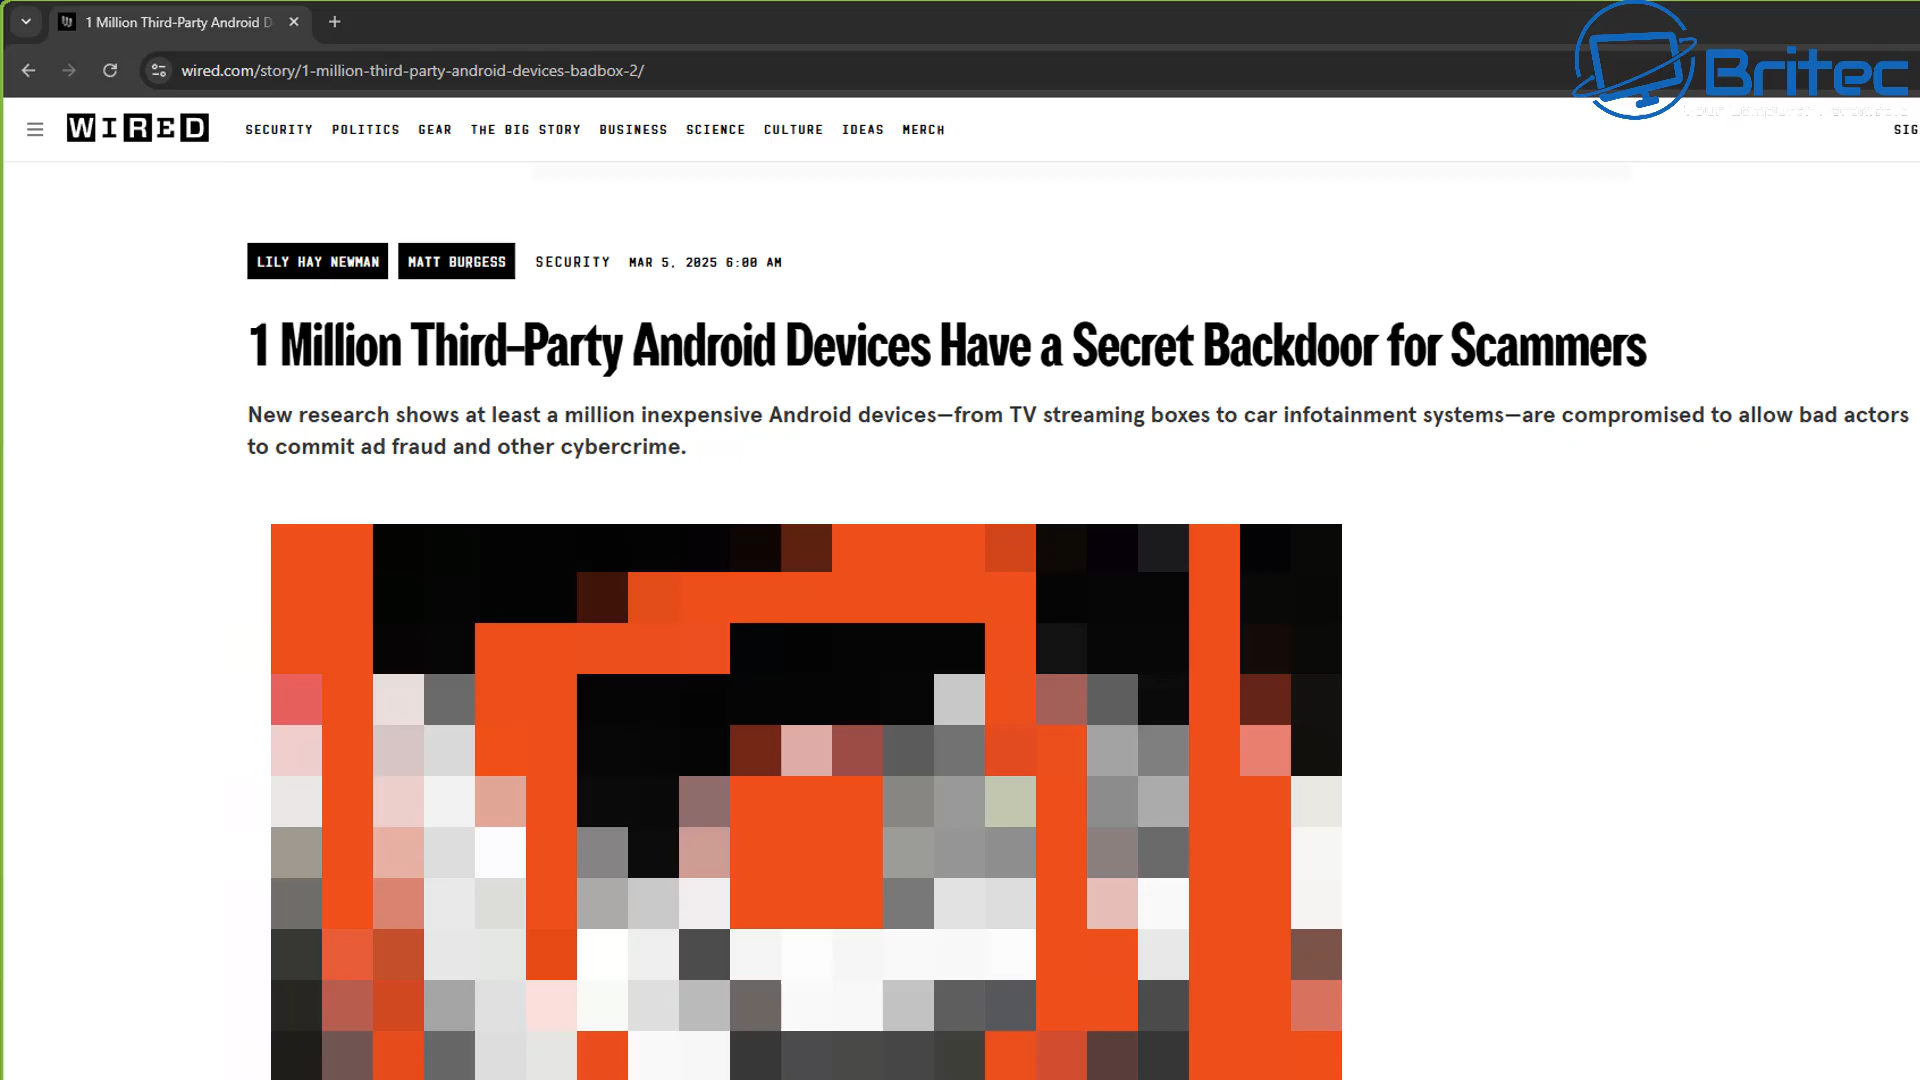 1 Million Third-Party Android D
wired.com/story/1-million-third-party-android-devices-badbox-2/
Britec
WIRED
SECURITY POLITICS GEAR THE BIG STORY BUSINESS SCIENCE CULTURE IDEAS MERCH
SIG
LILY HAY NEWMAN MATT BURGESS SECURITY MAR 5, 2025 6:00 AM
1 Million Third-Party Android Devices Have a Secret Backdoor for Scammers
New research shows at least a million inexpensive Android devices—from TV streaming boxes to car infotainment systems—are compromised to allow bad actors
to commit ad fraud and other cybercrime.